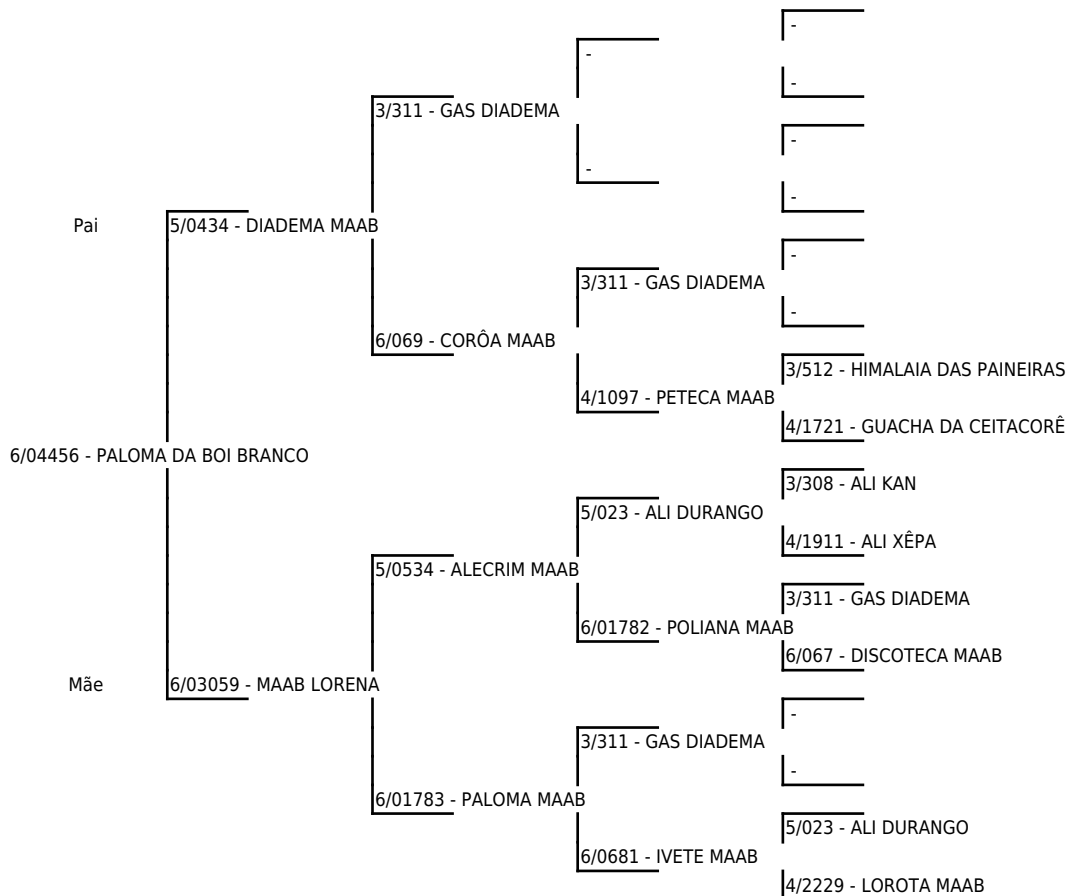 -
-
-
3/311 - GAS DIADEMA
-
-
-
Pai
5/0434 - DIADEMA MAAB
-
3/311 - GAS DIADEMA
-
6/069 - CORÔA MAAB
3/512 - HIMALAIA DAS PAINEIRAS
4/1097 - PETECA MAAB
4/1721 - GUACHA DA CEITACORÊ
6/04456 - PALOMA DA BOI BRANCO
3/308 - ALI KAN
5/023 - ALI DURANGO
4/1911 - ALI XÊPA
5/0534 - ALECRIM MAAB
3/311 - GAS DIADEMA
6/01782 - POLIANA MAAB
6/067 - DISCOTECA MAAB
Mãe
6/03059 - MAAB LORENA
-
3/311 - GAS DIADEMA
-
6/01783 - PALOMA MAAB
5/023 - ALI DURANGO
6/0681 - IVETE MAAB
4/2229 - LOROTA MAAB